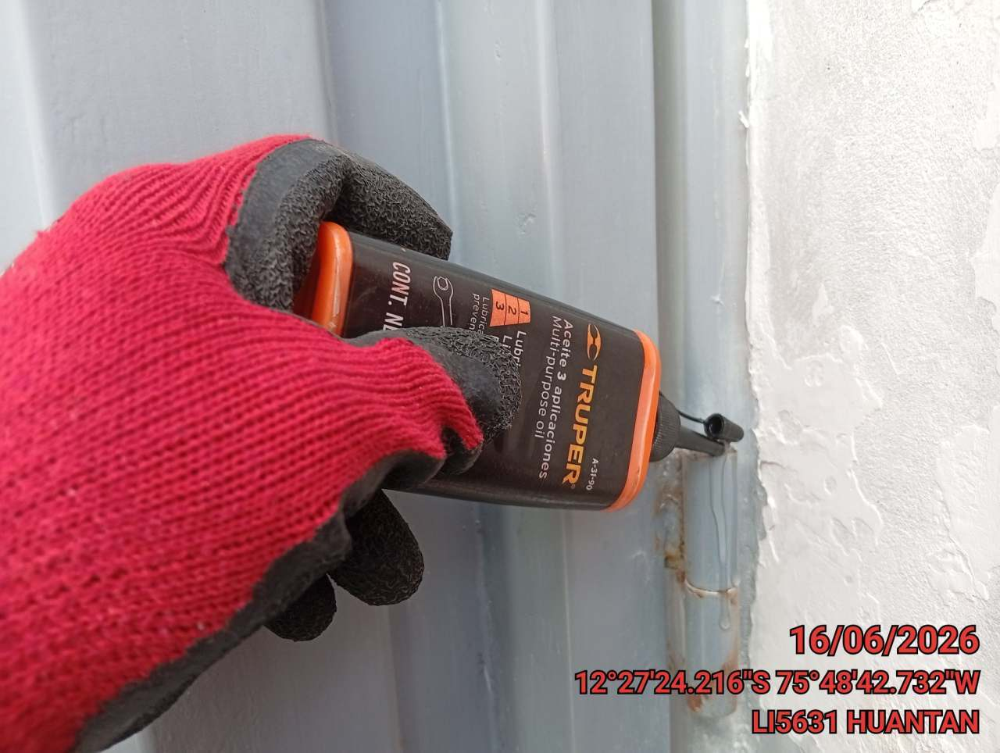 TRUPER®
A-31-90
Aceite 3 aplicaciones
Multi-purpose oil
1
2
3
CONT.
16/06/2026
12°27'24.216"S 75°48'42.732"W
LI5631 HUANTAN